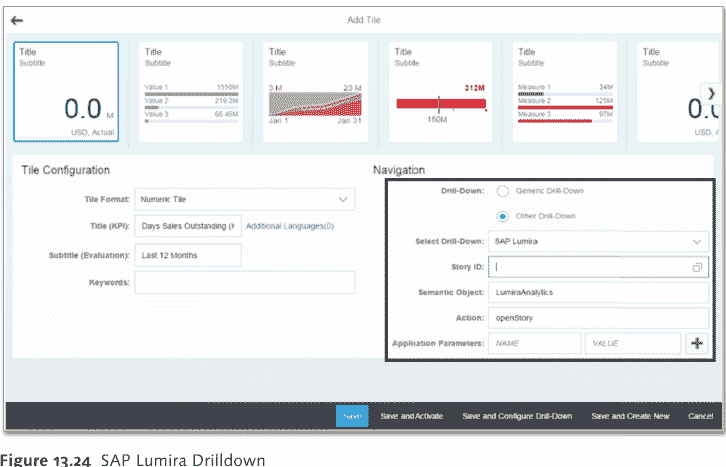 Add Tile
Title
Subtitle
0.0 M
USD, Actual
Title
Subtitle
Value 1 1550M
Value 2 219.2M
Value 3 66.46M
Title
Subtitle
3 M 23 M
Jan 1 Jan 31
Title
Subtitle
312M
150M
Title
Subtitle
Measure 1 34M
Measure 2 125M
Measure 3 97M
Title
Subtitle
0.
USD, A
Tile Configuration
Tile Format: Numeric Tile
Title (KPI): Days Sales Outstanding (K Additional Languages(0)
Subtitle (Evaluation): Last 12 Months
Keywords:
Navigation
Drill-Down: Generic Drill-Down
Other Drill-Down
Select Drill-Down: SAP Lumira
Story ID:
Semantic Object: LumiraAnalytics
Action: openStory
Application Parameters: NAME VALUE
Save Save and Activate Save and Configure Drill-Down Save and Create New Cancel
Figure 13.24 SAP Lumira Drilldown